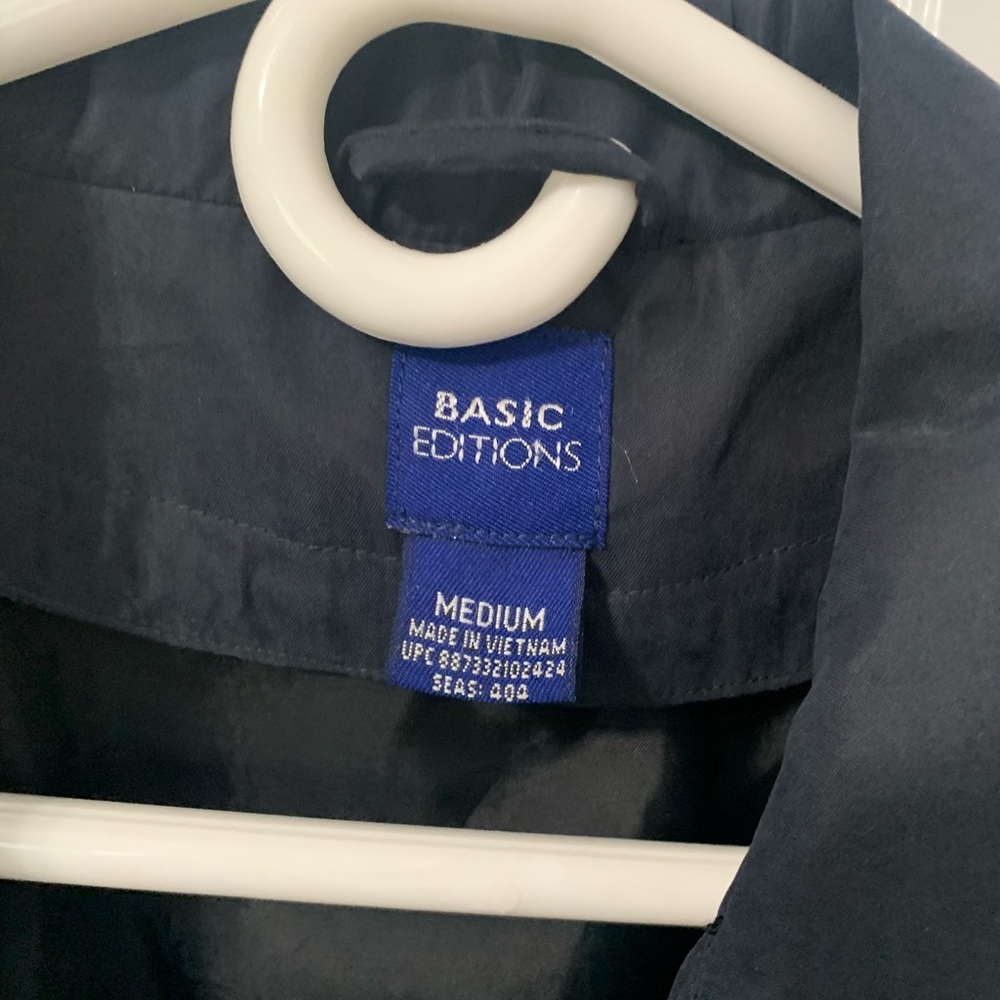 BASIC
EDITIONS
MEDIUM
MADE IN VIETNAM
UPC 887332102424
SEAS: 404